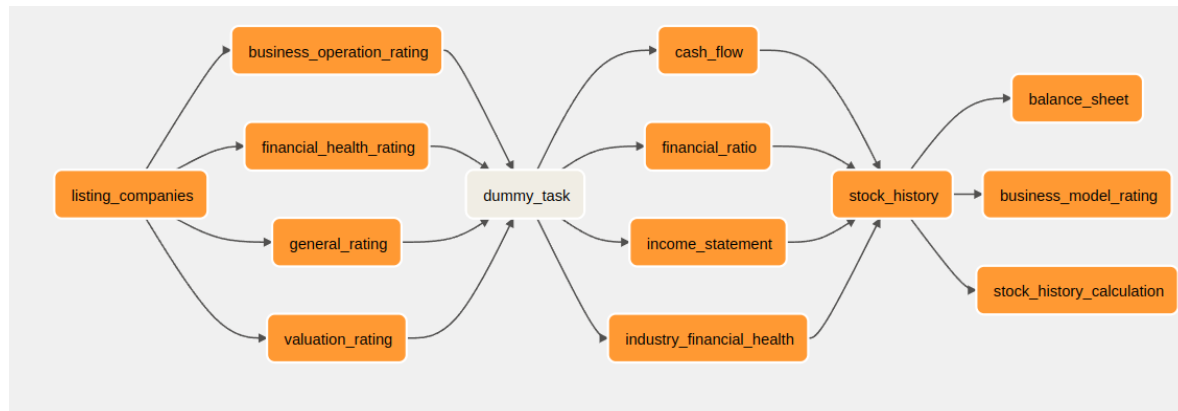 listing_companies
business_operation_rating
financial_health_rating
general_rating
valuation_rating
dummy_task
cash_flow
financial_ratio
income_statement
industry_financial_health
stock_history
balance_sheet
business_model_rating
stock_history_calculation